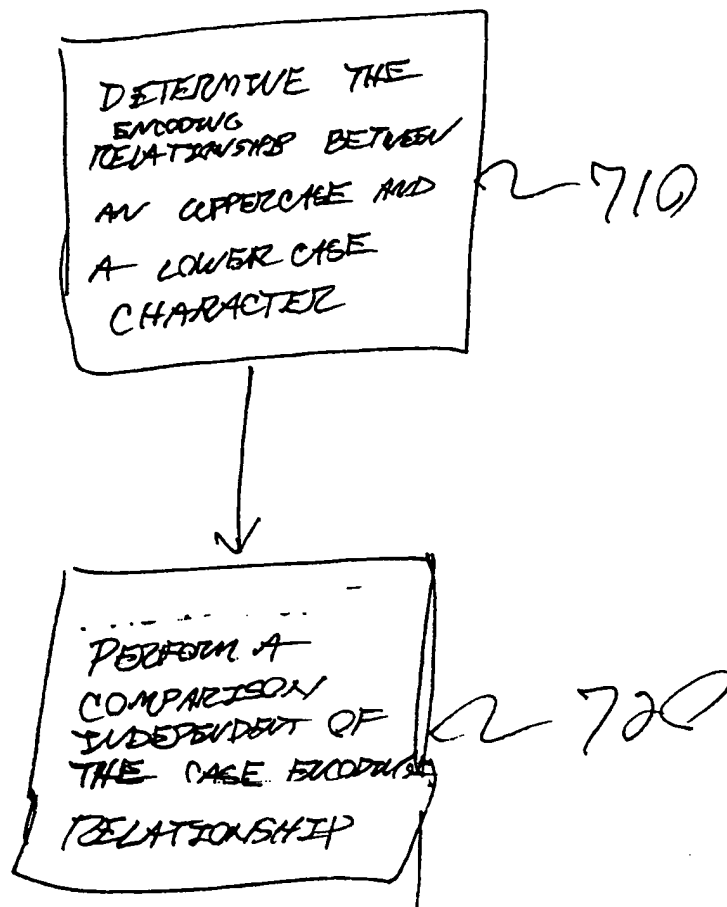 DETERMINE THE
ENCODING
RELATIONSHIP BETWEEN
AN UPPERCASE AND
A LOWER CASE
CHARACTER
710
PERFORM A
COMPARISON
INDEPENDENT OF
THE CASE ENCODING
RELATIONSHIP
720